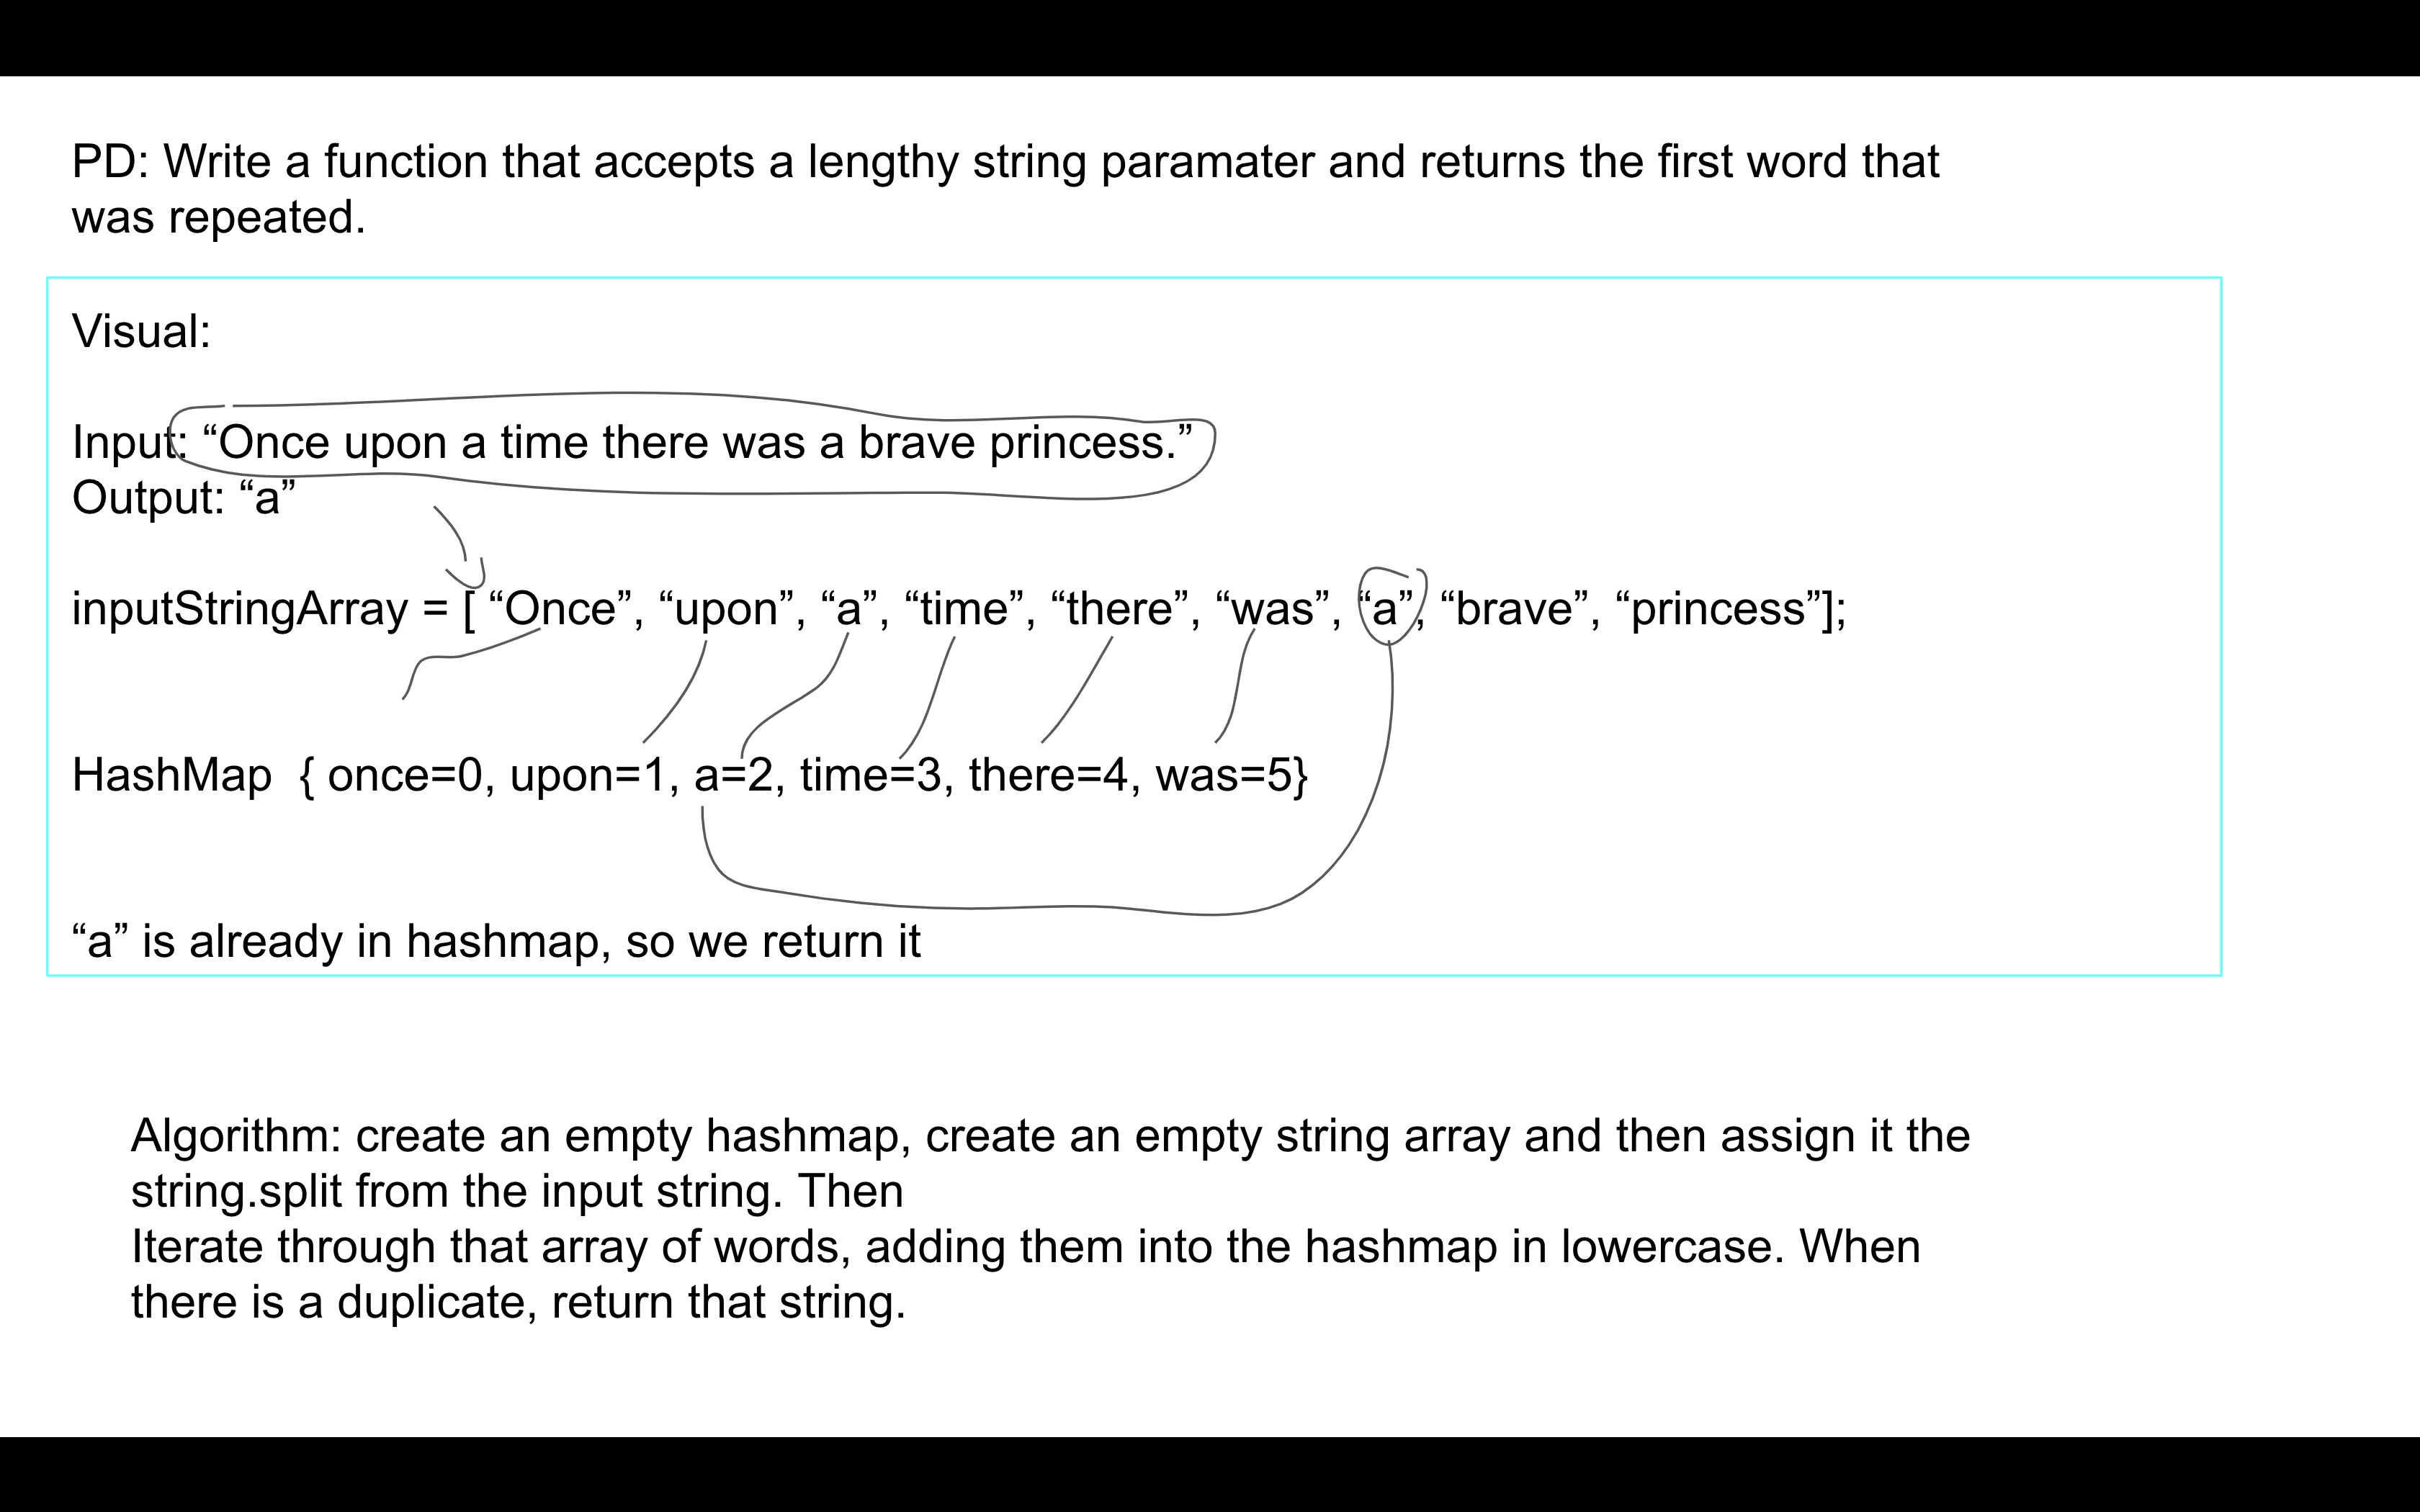 PD: Write a function that accepts a lengthy string paramater and returns the first word that
was repeated.
Visual:
Input: “Once upon a time there was a brave princess.”
Output: “a”
inputStringArray = [ “Once”, “upon”, “a”, “time”, “there”, “was”, “a”, “brave”, “princess”];
HashMap  { once=0, upon=1, a=2, time=3, there=4, was=5}
“a” is already in hashmap, so we return it
Algorithm: create an empty hashmap, create an empty string array and then assign it the
string.split from the input string. Then
Iterate through that array of words, adding them into the hashmap in lowercase. When
there is a duplicate, return that string.